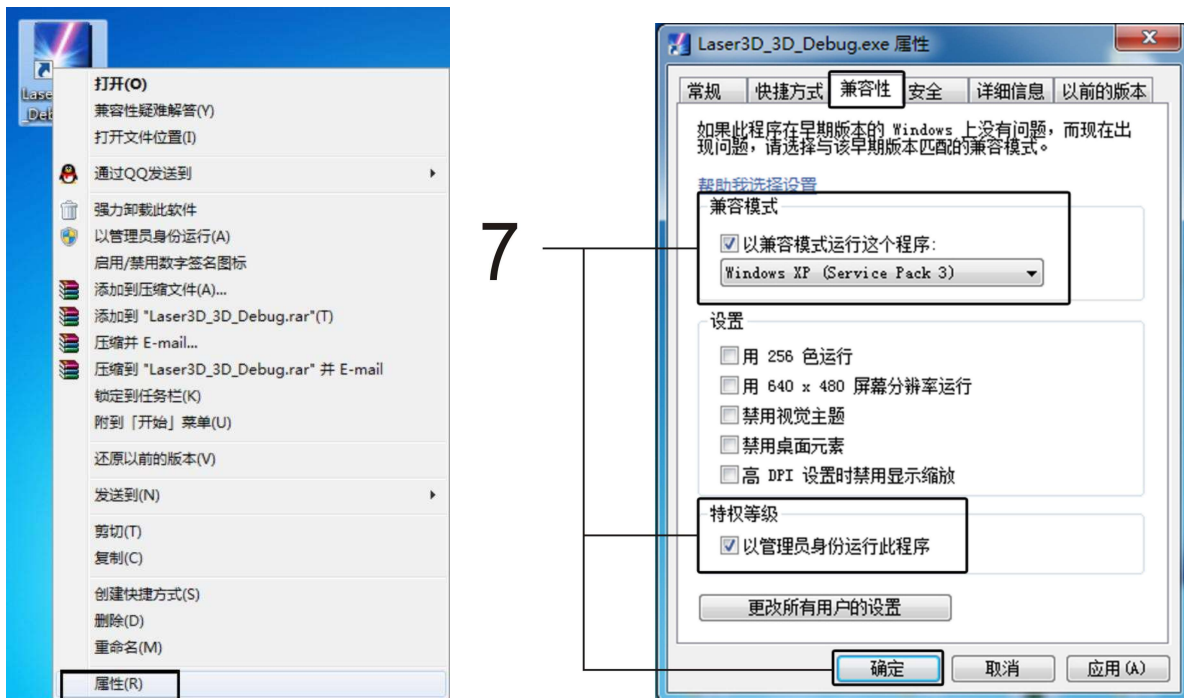 Lase
_Deb
打开(O)
兼容性疑难解答(Y)
打开文件位置(I)
通过QQ发送到
强力卸载此软件
以管理员身份运行(A)
启用/禁用数字签名图标
添加到压缩文件(A)...
添加到 "Laser3D_3D_Debug.rar"(T)
压缩并 E-mail...
压缩到 "Laser3D_3D_Debug.rar" 并 E-mail
锁定到任务栏(K)
附到「开始」菜单(U)
还原以前的版本(V)
发送到(N)
剪切(T)
复制(C)
创建快捷方式(S)
删除(D)
重命名(M)
属性(R)
7
Laser3D_3D_Debug.exe 属性
常规 快捷方式 兼容性 安全 详细信息 以前的版本
如果此程序在早期版本的 Windows 上没有问题，而现在出
现问题，请选择与该早期版本匹配的兼容模式。
帮助我选择设置
兼容模式
以兼容模式运行这个程序:
Windows XP (Service Pack 3)
设置
用 256 色运行
用 640 x 480 屏幕分辨率运行
禁用视觉主题
禁用桌面元素
高 DPI 设置时禁用显示缩放
特权等级
以管理员身份运行此程序
更改所有用户的设置
确定 取消 应用(A)